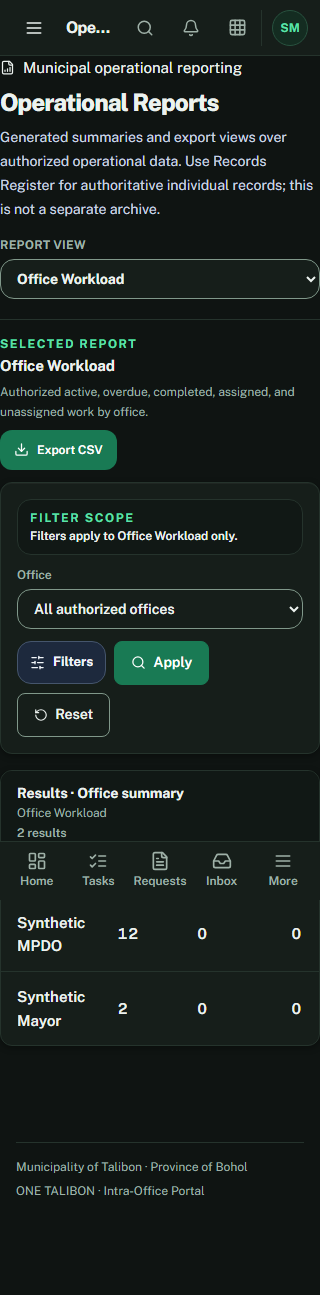 Ope...
SM
Municipal operational reporting
Operational Reports
Generated summaries and export views over
authorized operational data. Use Records
Register for authoritative individual records; this
is not a separate archive.
REPORT VIEW
Office Workload
SELECTED REPORT
Office Workload
Authorized active, overdue, completed, assigned, and
unassigned work by office.
Export CSV
FILTER SCOPE
Filters apply to Office Workload only.
Office
All authorized offices
Filters
Apply
Reset
Results · Office summary
Office Workload
2 results
Home Tasks Requests Inbox More
Synthetic
MPDO 12 0 0
Synthetic
Mayor 2 0 0
Municipality of Talibon · Province of Bohol
ONE TALIBON · Intra-Office Portal